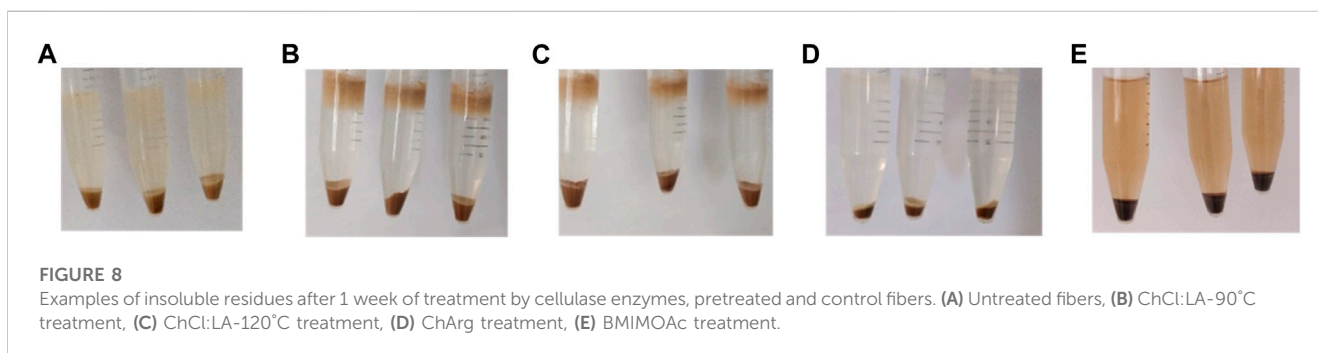 A B C D E
FIGURE 8
Examples of insoluble residues after 1 week of treatment by cellulase enzymes, pretreated and control fibers. (A) Untreated fibers, (B) ChCl:LA-90°C
treatment, (C) ChCl:LA-120°C treatment, (D) ChArg treatment, (E) BMIMOAc treatment.